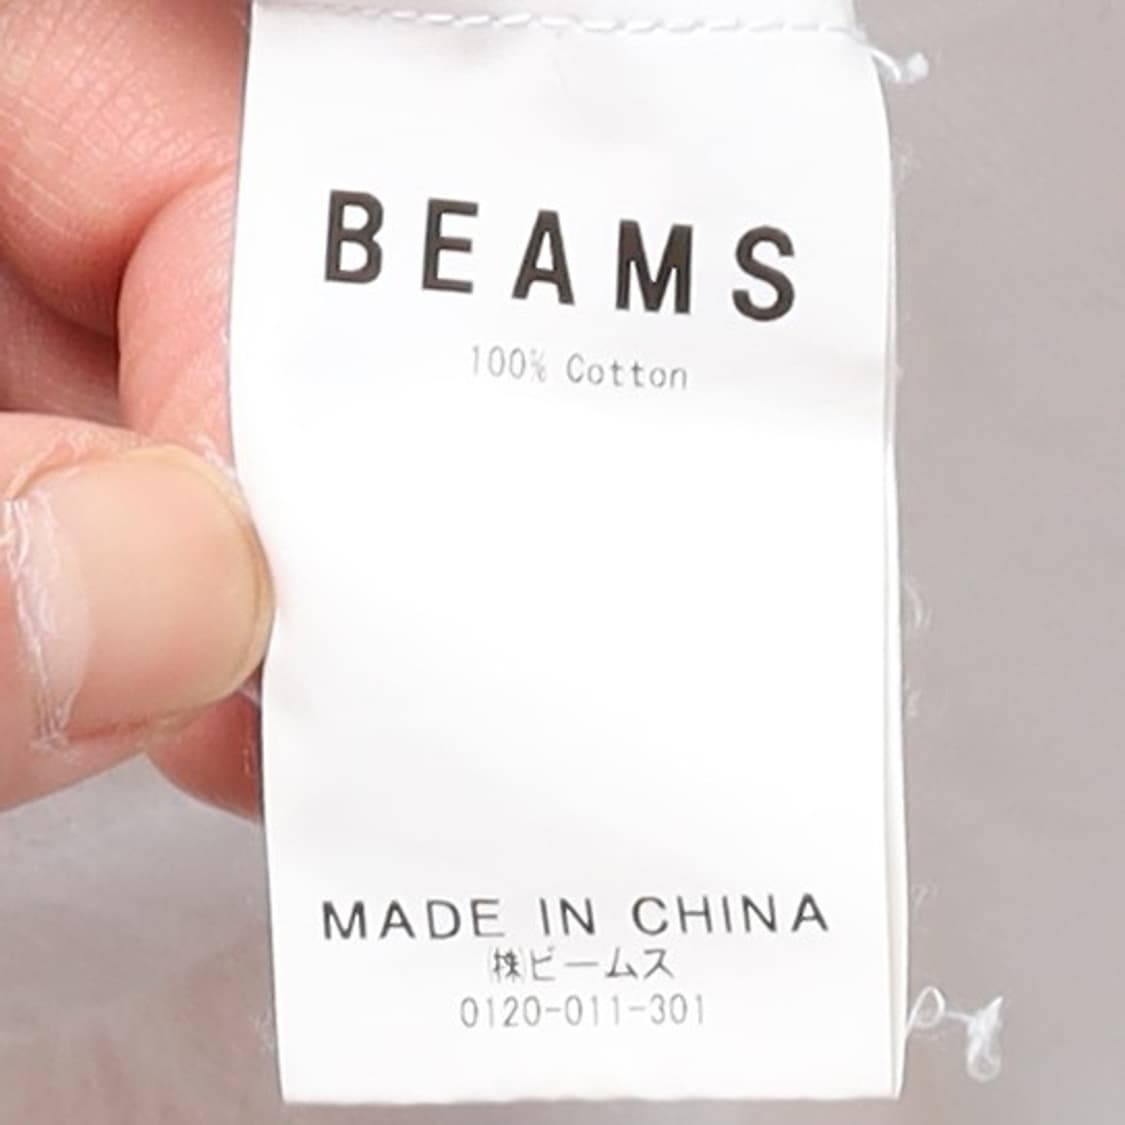 BEAMS
100% Cotton
MADE IN CHINA
㈱ビームス
0120-011-301